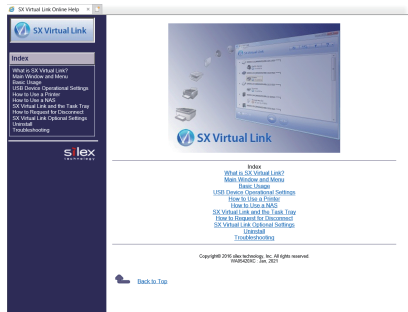 SX Virtual Link Online Help
SX Virtual Link
Index
What is SX Virtual Link?
Main Window and Menu
Basic Usage
USB Device Operational Settings
How to Use a Printer
How to Use a NAS
SX Virtual Link and the Task Tray
How to Request for Disconnect
SX Virtual Link Optional Settings
Uninstall
Troubleshooting
silex
technology
SX Virtual Link
Index
What is SX Virtual Link?
Main Window and Menu
Basic Usage
USB Device Operational Settings
How to Use a Printer
How to Use a NAS
SX Virtual Link and the Task Tray
How to Request for Disconnect
SX Virtual Link Optional Settings
Uninstall
Troubleshooting
Copyright© 2016 silex technology, Inc. All rights reserved.
Jan, 2021
Back to Top